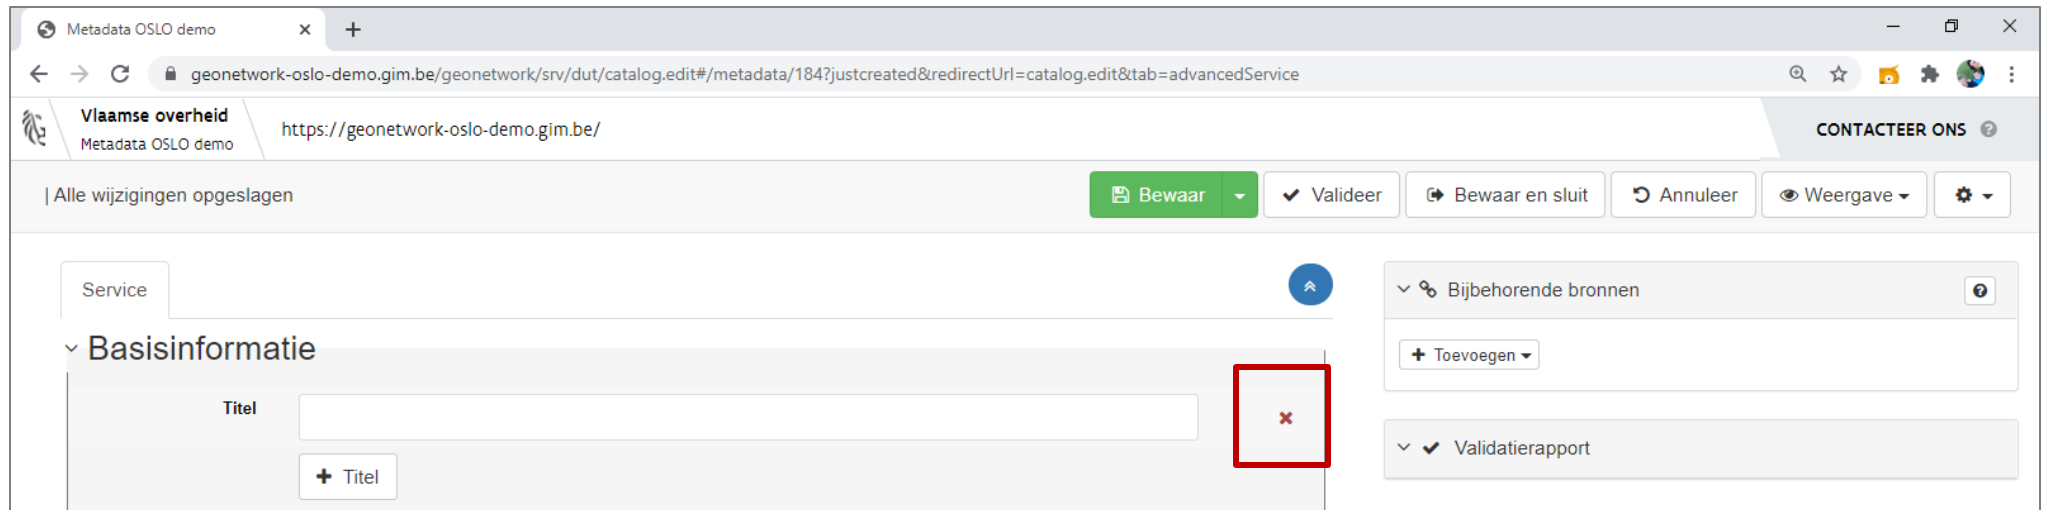 Metadata OSLO demo
geonetwork-oslo-demo.gim.be/geonetwork/srv/dut/catalog.edit#/metadata/184?justcreated&redirectUrl=catalog.edit&tab=advancedService
Vlaamse overheid
Metadata OSLO demo
https://geonetwork-oslo-demo.gim.be/
CONTACTEER ONS
| Alle wijzigingen opgeslagen
Bewaar
Valideer
Bewaar en sluit
Annuleer
Weergave
Service
Bijbehorende bronnen
Basisinformatie
Toevoegen
Titel
Validatierapport
Titel